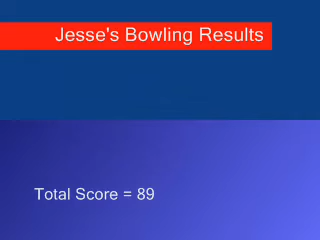 Jesse's Bowling Results
Total Score = 89